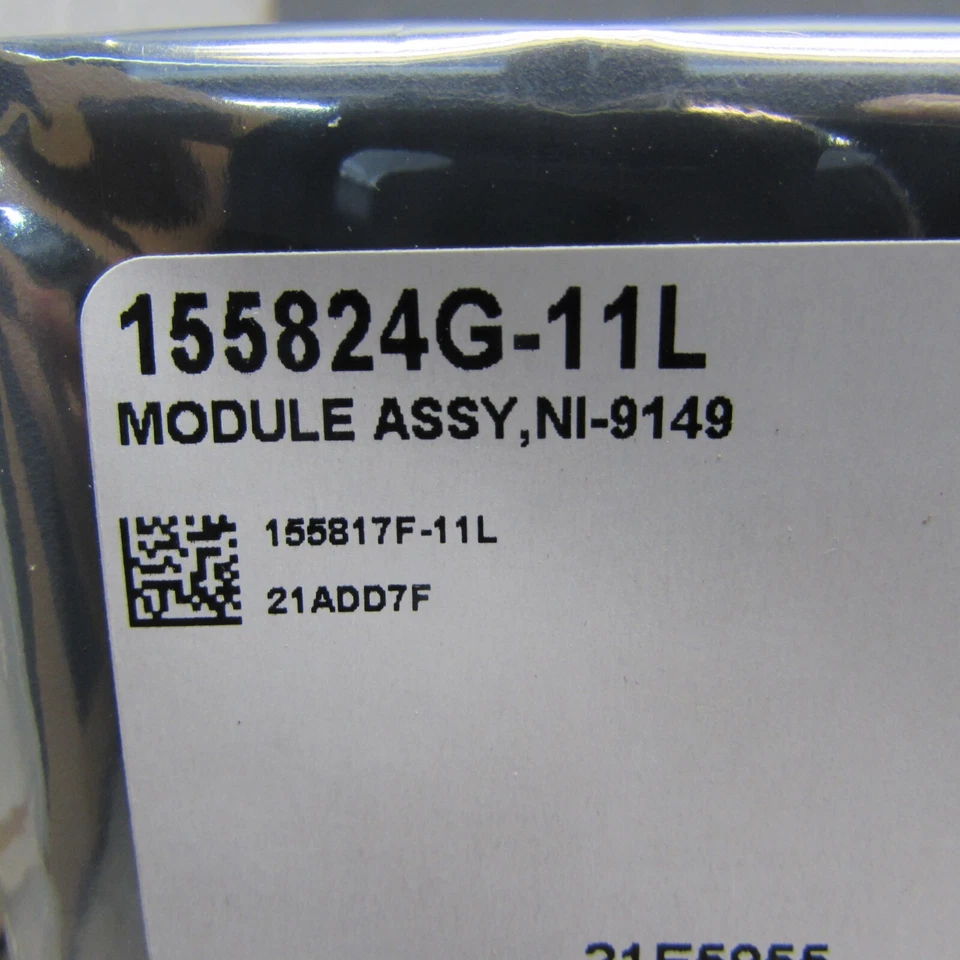 155824G-11L
MODULE ASSY,NI-9149
155817F-11L
21ADD7F